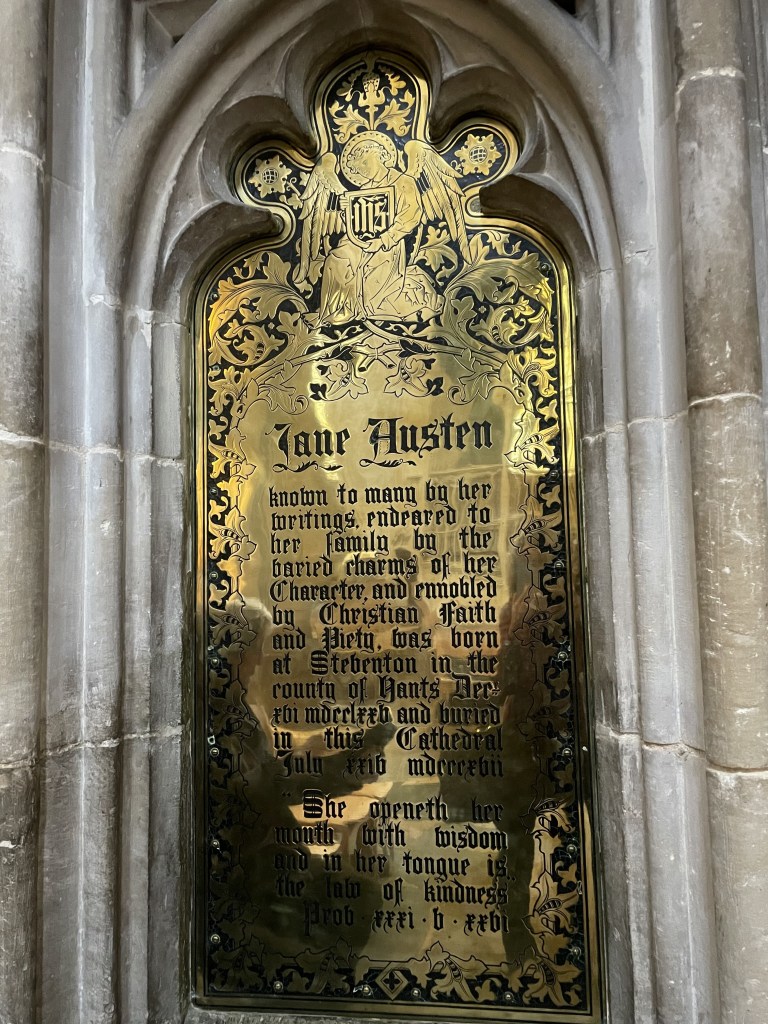 IHS
Jane Austen
known to many by her
writings, endeared to
her family by the
varied charms of her
Character, and ennobled
by Christian Faith
and Piety, was born
at Steventon in the
county of Hants Dec.
xvi mdcclxxv and buried
in this Cathedral
July xxiv mdcccxvii
"She openeth her
mouth with wisdom
and in her tongue is
the law of kindness"
Prov · xxxi · v · xxvi